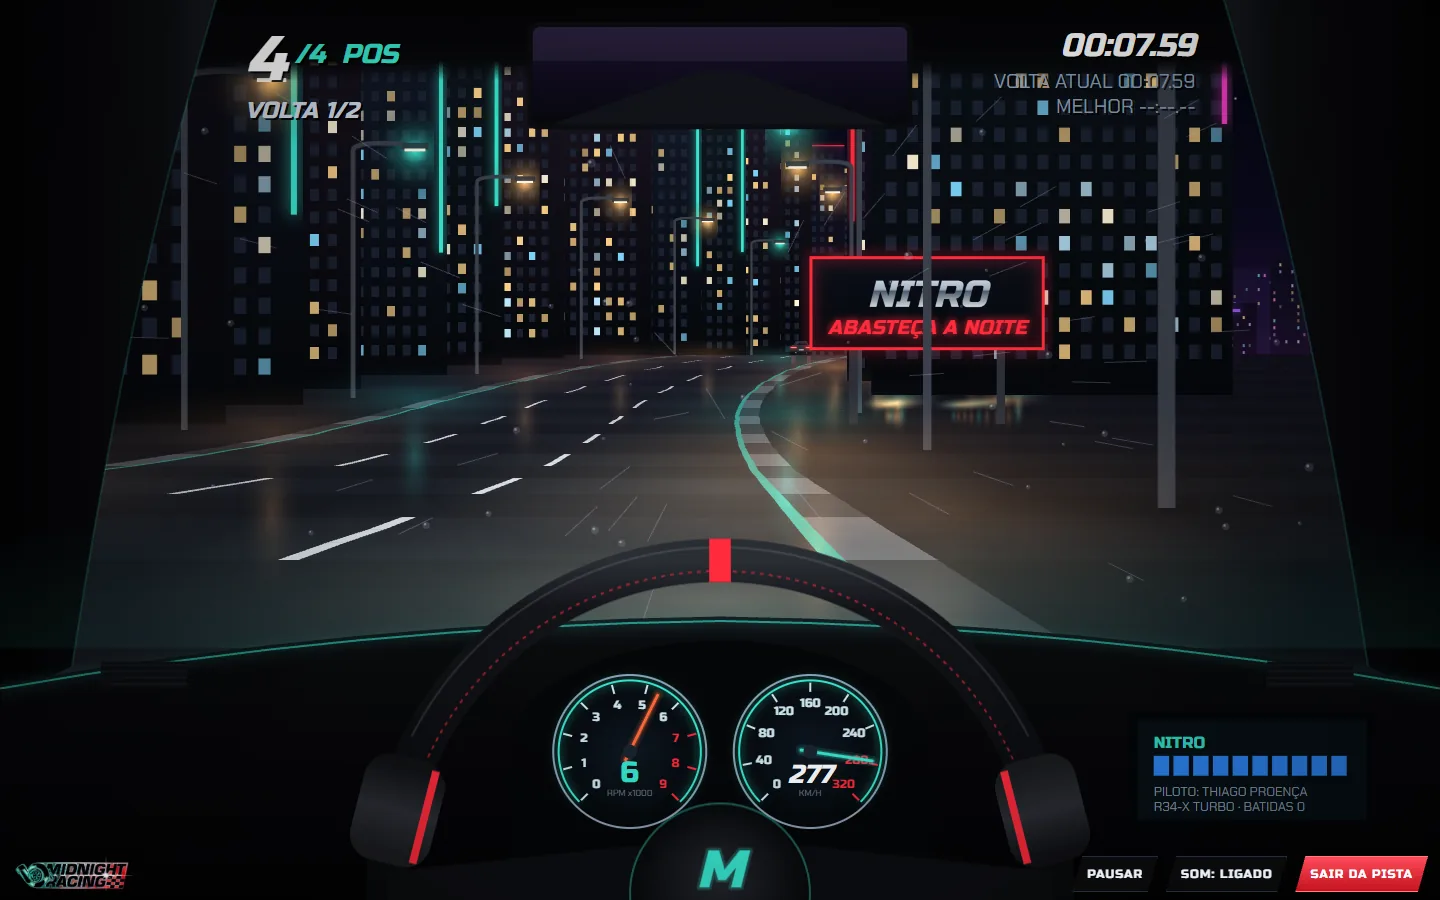 4/4 POS
VOLTA 1/2
00:07.59
VOLTA ATUAL 00:07.59
MELHOR --:--.--
NITRO
ABASTEÇA A NOITE
0 1 2 3 4 5 6 7 8 9
6
RPM x1000
0 40 80 120 160 200 240 280 320
277
KM/H
NITRO
PILOTO: THIAGO PROENÇA
R34-X TURBO · BATIDAS 0
M
MIDNIGHT
RACING
PAUSAR
SOM: LIGADO
SAIR DA PISTA